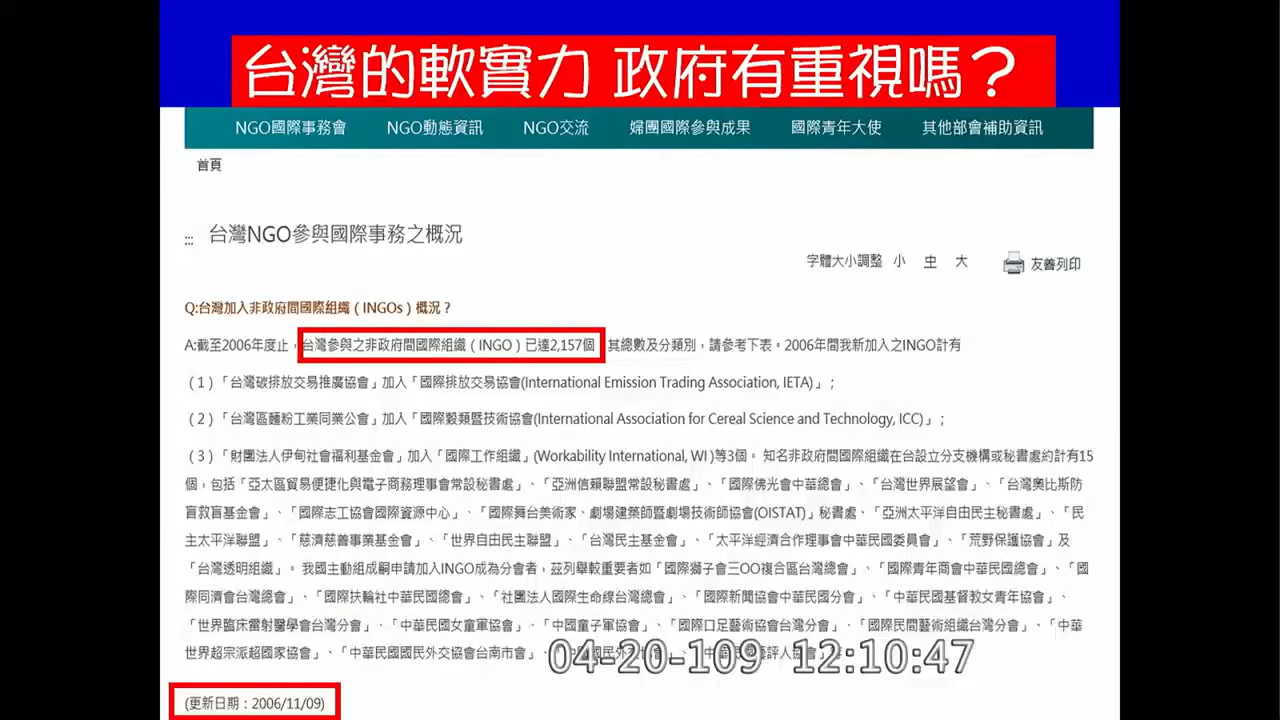 台灣的軟實力 政府有重視嗎？
NGO國際事務會 NGO動態資訊 NGO交流 婦團國際參與成果 國際青年大使 其他部會補助資訊
首頁
::: 台灣NGO參與國際事務之概況
字體大小調整 小 中 大 友善列印
Q:台灣加入非政府間國際組織（INGOs）概況？
A:截至2006年度止，台灣參與之非政府間國際組織（INGO）已達2,157個 其總數及分類別，請參考下表。2006年間我新加入之INGO計有
（1）「台灣碳排放交易推廣協會」加入「國際排放交易協會(International Emission Trading Association, IETA)」；
（2）「台灣區麵粉工業同業公會」加入「國際穀類暨技術協會(International Association for Cereal Science and Technology, ICC)」；
（3）「財團法人伊甸社會福利基金會」加入「國際工作組織」(Workability International, WI )等3個。 知名非政府間國際組織在台設立分支機構或秘書處約計有15
個，包括「亞太區貿易便捷化與電子商務理事會常設秘書處」、「亞洲信賴聯盟常設秘書處」、「國際佛光會中華總會」、「台灣世界展望會」、「台灣奧比斯防
盲救盲基金會」、「國際志工協會國際資源中心」、「國際舞台美術家、劇場建築師暨劇場技術師協會(OISTAT)」秘書處、「亞洲太平洋自由民主秘書處」、「民
主太平洋聯盟」、「慈濟慈善事業基金會」、「世界自由民主聯盟」、「台灣民主基金會」、「太平洋經濟合作理事會中華民國委員會」、「荒野保護協會」及
「台灣透明組織」。 我國主動組成嗣申請加入INGO成為分會者，茲列舉較重要者如「國際獅子會三OO複合區台灣總會」、「國際青年商會中華民國總會」、「國
際同濟會台灣總會」、「國際扶輪社中華民國總會」、「社團法人國際生命線台灣總會」、「國際新聞協會中華民國分會」、「中華民國基督教女青年協會」、
「世界臨床雷射醫學會台灣分會」、「中華民國女童軍協會」、「中國童子軍協會」、「國際口足藝術協會台灣分會」、「國際民間藝術組織台灣分會」、「中華
世界超宗派超國家協會」、「中華民國國民外交協會台南市會」、
04-20-109 12:10:47
(更新日期：2006/11/09)